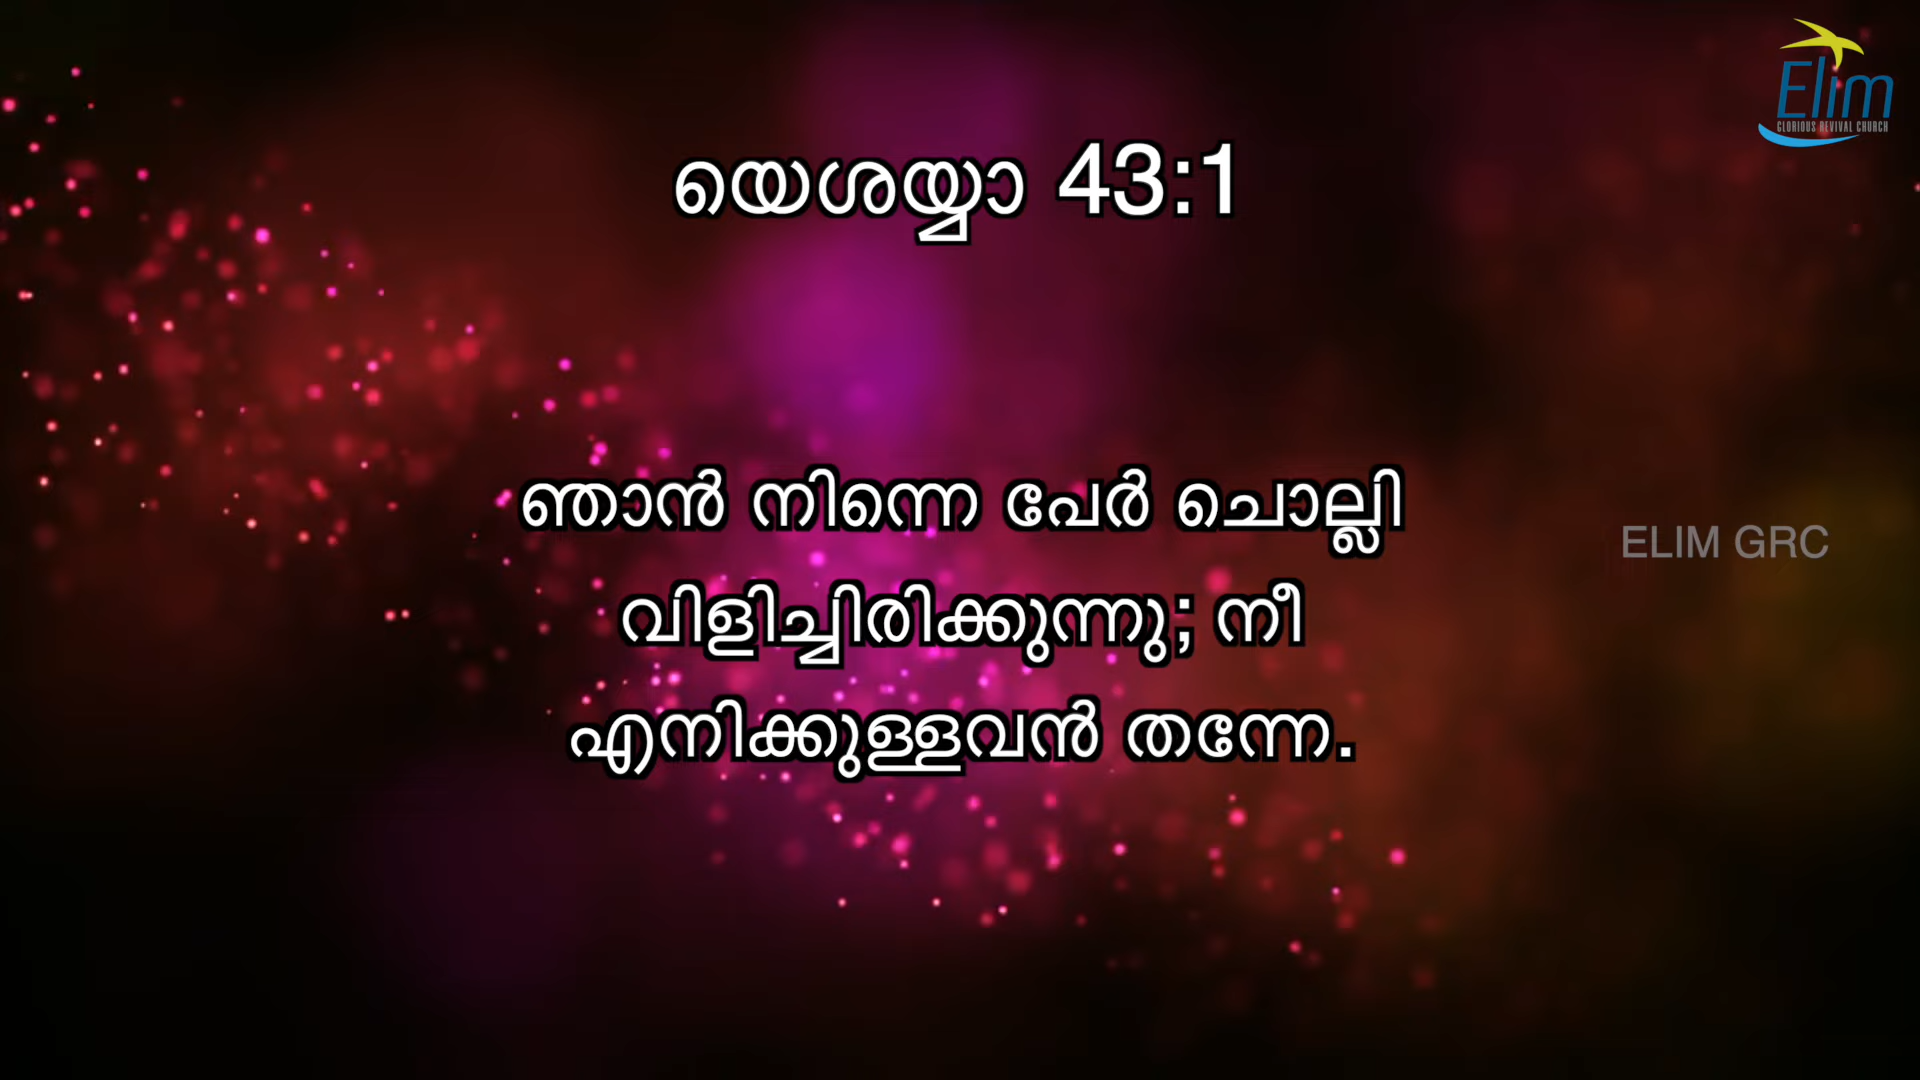 Elim
GLORIOUS REVIVAL CHURCH
യെശയ്യാ 43:1
ഞാൻ നിന്നെ പേർ ചൊല്ലി
വിളിച്ചിരിക്കുന്നു; നീ
എനിക്കുള്ളവൻ തന്നേ.
ELIM GRC